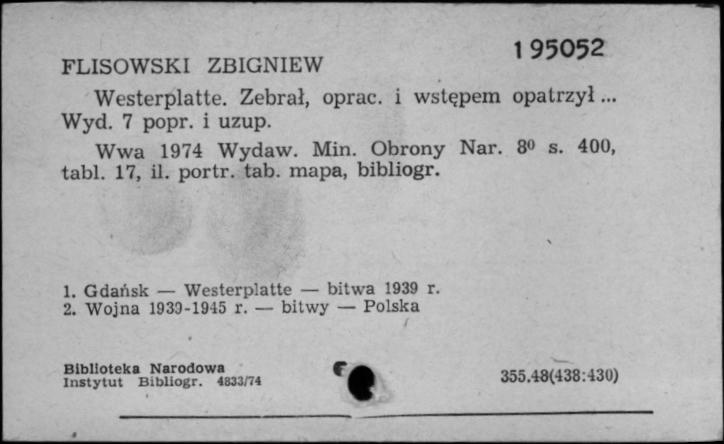 195052
FLISOWSKI ZBIGNIEW
Westerplatte. Zebrał, oprac. i wstępem opatrzył ...
Wyd. 7 popr. i uzup.
Wwa 1974 Wydaw. Min. Obrony Nar. 8⁰ s. 400,
tabl. 17, il. portr. tab. mapa, bibliogr.
1. Gdańsk — Westerplatte — bitwa 1939 r.
2. Wojna 1939-1945 r. — bitwy — Polska
Biblioteka Narodowa
Instytut Bibliogr. 4833/74
355.48(438:430)